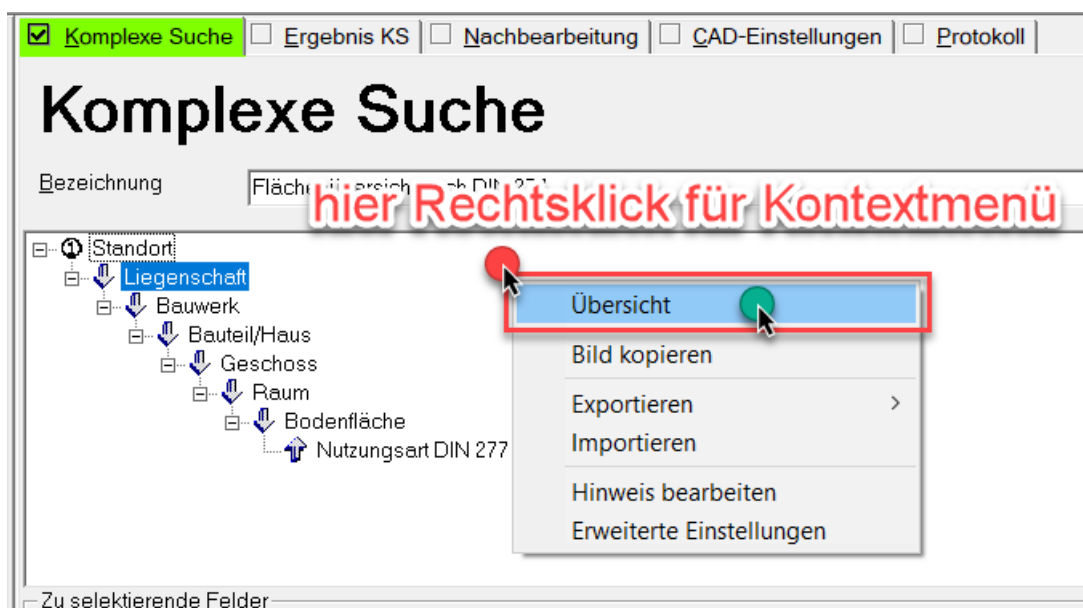 Komplexe Suche Ergebnis KS Nachbearbeitung CAD-Einstellungen Protokoll
Komplexe Suche
Bezeichnung
hier Rechtsklick für Kontextmenü
Standort
Liegenschaft
Bauwerk
Bauteil/Haus
Geschoss
Raum
Bodenfläche
Nutzungsart DIN 277
Übersicht
Bild kopieren
Exportieren
Importieren
Hinweis bearbeiten
Erweiterte Einstellungen
Zu selektierende Felder